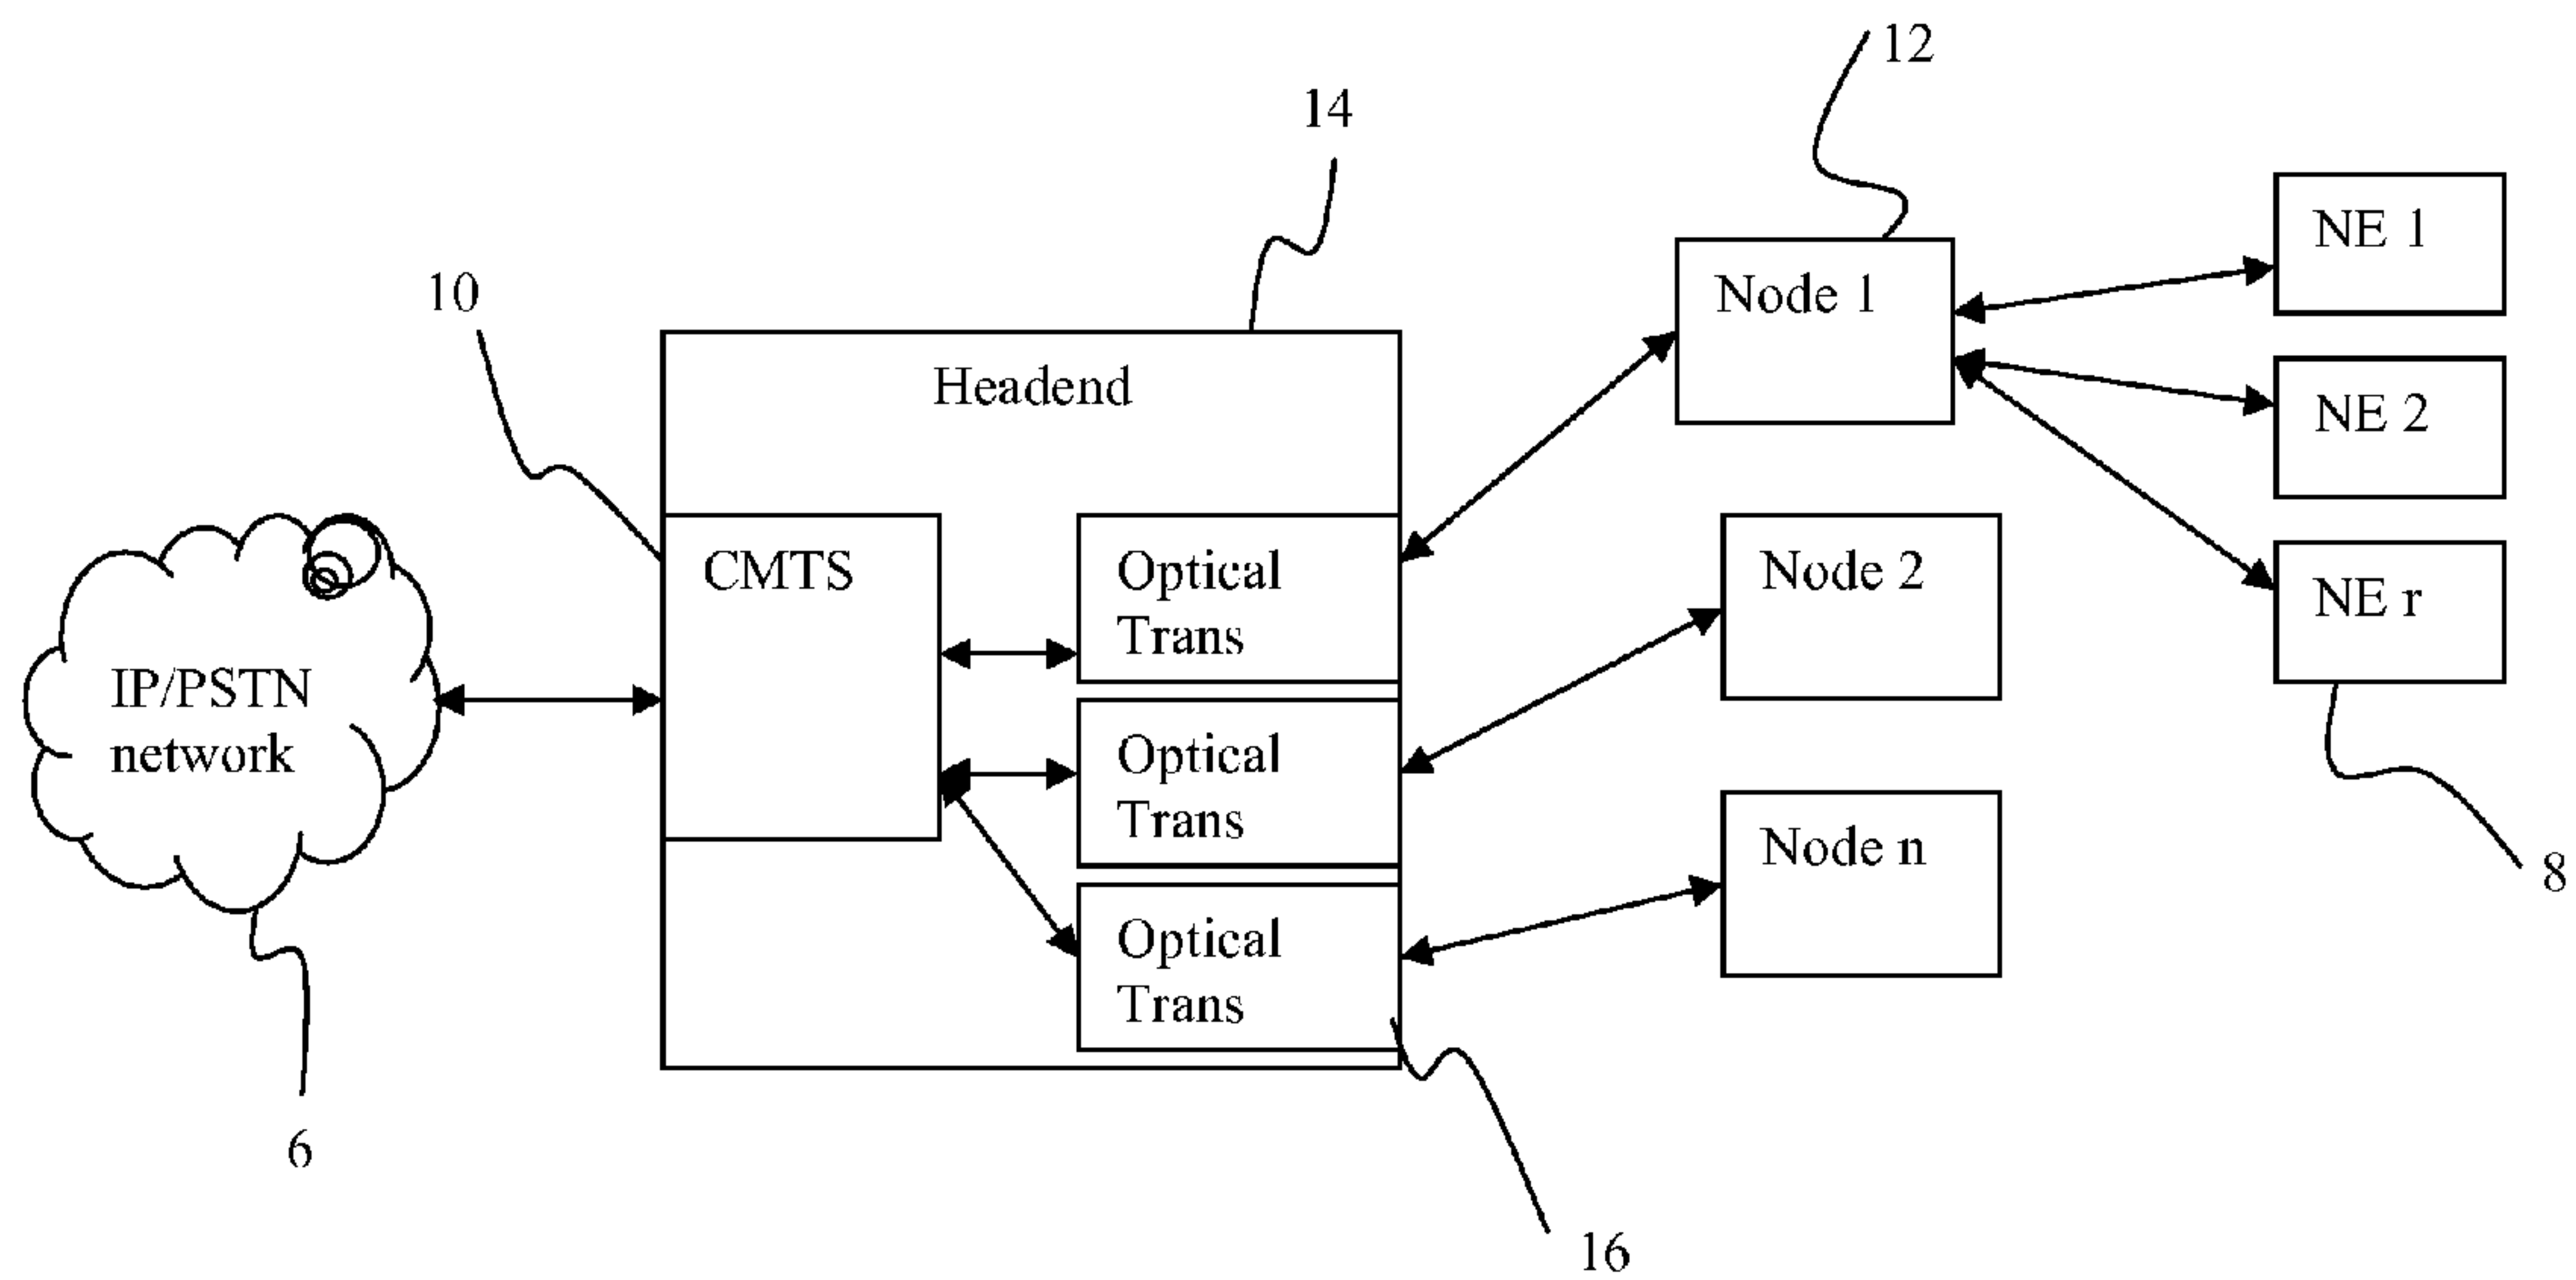 12
14
NE 1
10
Node 1
Headend
NE 2
CMTS
Optical
Trans
Node 2
NE r
IP/PSTN
network
Optical
Trans
Node n
8
Optical
Trans
6
16